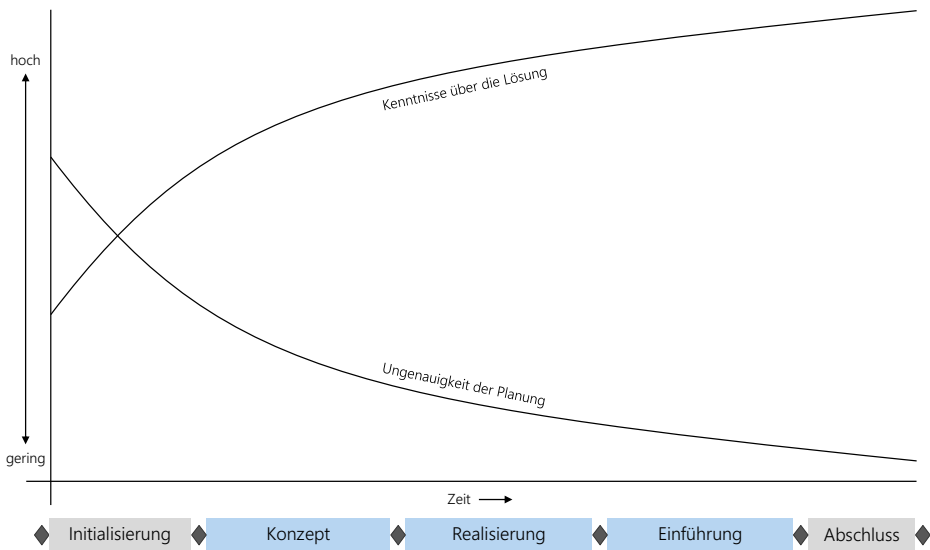 hoch
Kenntnisse über die Lösung
Ungenauigkeit der Planung
gering
Zeit
Initialisierung
Konzept
Realisierung
Einführung
Abschluss